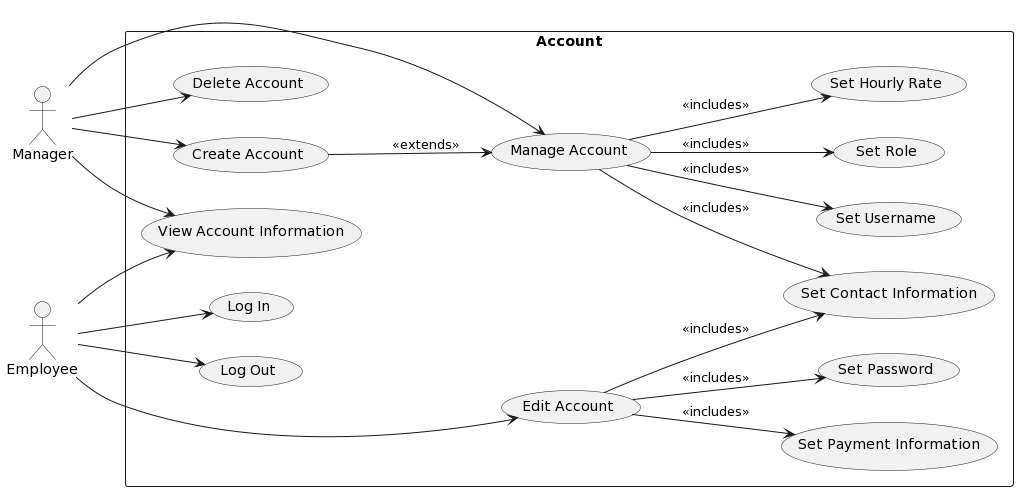 Account
Delete Account
Set Hourly Rate
«includes»
Manager
Create Account
«extends»
Manage Account
«includes»
Set Role
«includes»
Set Username
«includes»
View Account Information
Set Contact Information
Log In
«includes»
Employee
Log Out
Set Password
«includes»
Edit Account
«includes»
Set Payment Information